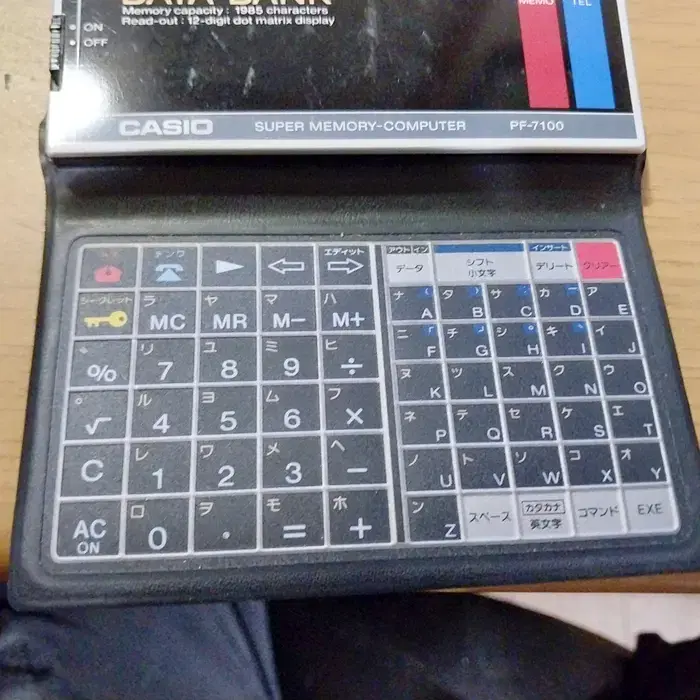 DATA BANK
Memory capacity : 1985 characters
Read-out : 12-digit dot matrix display
MEMO TEL
ON
OFF
CASIO SUPER MEMORY-COMPUTER PF-7100
メモ デンワ エディット アウト イン シフト インサート クリアー
データ 小文字 デリート
シークレット ラ MC ヤ MR マ M− ハ M+ ナ A タ B サ C カ D ア E
% リ 7 ユ 8 ミ 9 ヒ ÷ ニ F チ G シ H キ I イ J
√ ル 4 ヨ 5 ム 6 フ X ヌ K ツ L ス M ク N ウ O
C レ 1 ワ 2 メ 3 ヘ − ネ P テ Q セ R ケ S エ T
AC ロ 0 ヲ . モ = ホ + ノ U ト V ソ W コ X オ Y
ON ン Z スペース カタカナ コマンド EXE
英文字